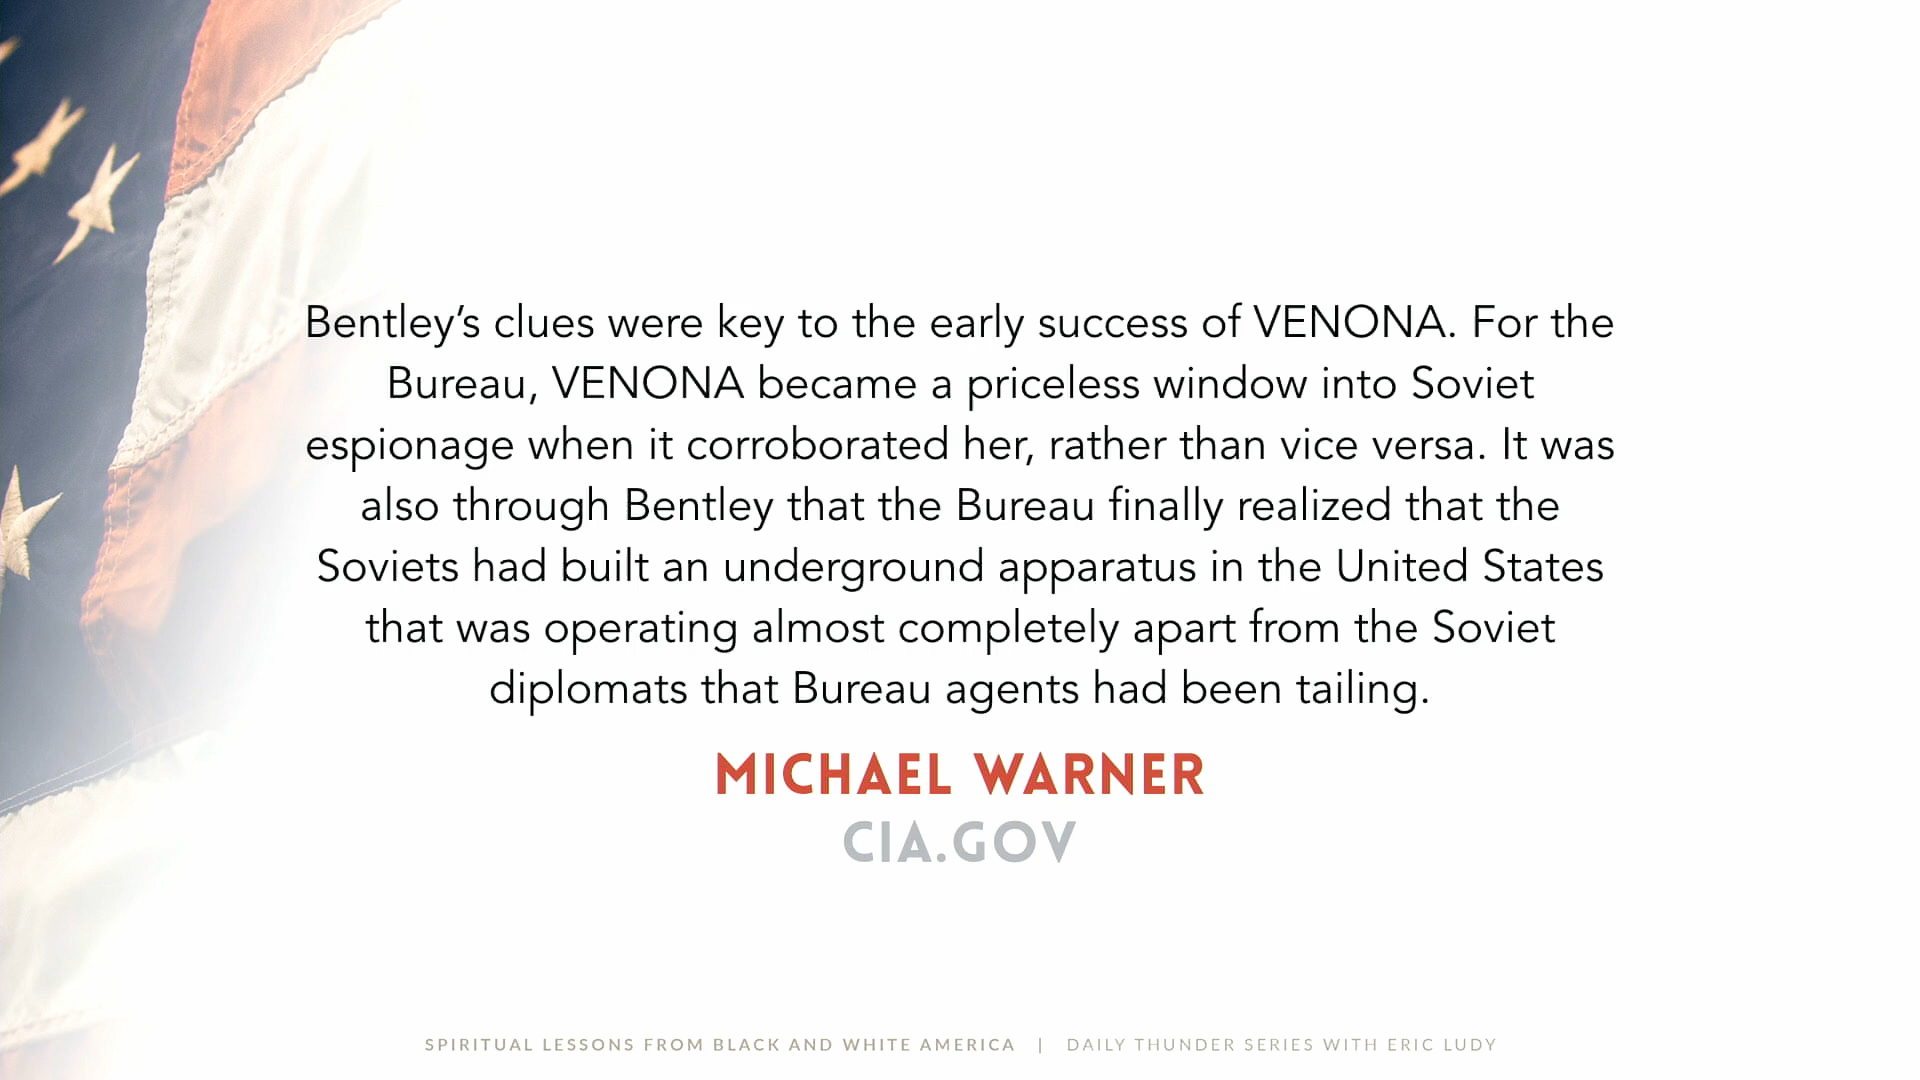 Bentley’s clues were key to the early success of VENONA. For the
Bureau, VENONA became a priceless window into Soviet
espionage when it corroborated her, rather than vice versa. It was
also through Bentley that the Bureau finally realized that the
Soviets had built an underground apparatus in the United States
that was operating almost completely apart from the Soviet
diplomats that Bureau agents had been tailing.
MICHAEL WARNER
CIA.GOV
SPIRITUAL LESSONS FROM BLACK AND WHITE AMERICA | DAILY THUNDER SERIES WITH ERIC LUDY